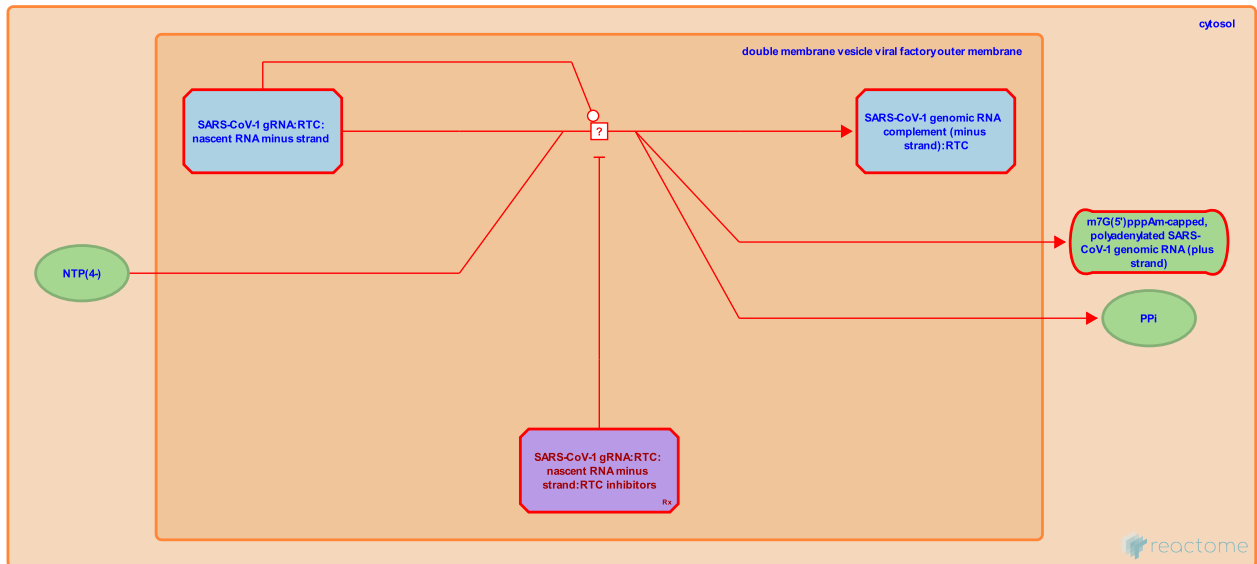 cytosol
double membrane vesicle viral factory outer membrane
SARS-CoV-1 gRNA:RTC:
nascent RNA minus strand
?
SARS-CoV-1 genomic RNA
complement (minus
strand):RTC
m7G(5')pppAm-capped,
polyadenylated SARS-
CoV-1 genomic RNA (plus
strand)
NTP(4-)
PPi
SARS-CoV-1 gRNA:RTC:
nascent RNA minus
strand:RTC inhibitors
Rx
reactome